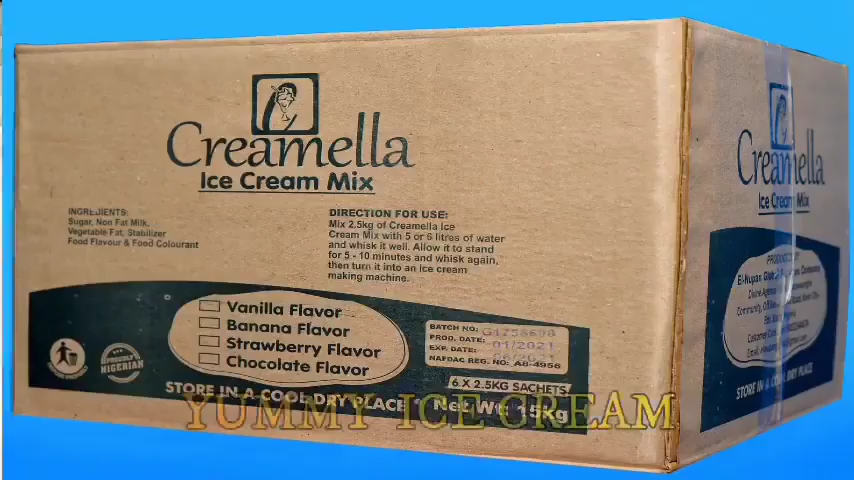 Creamella
Ice Cream Mix
INGREDIENTS:
Sugar, Non Fat Milk,
Vegetable Fat, Stabilizer
Food Flavour & Food Colourant
DIRECTION FOR USE:
Mix 2.5kg of Creamella Ice
Cream Mix with 5 or 6 litres of water
and whisk it well. Allow it to stand
for 5 - 10 minutes and whisk again,
then turn it into an ice cream
making machine.
Vanilla Flavor
Banana Flavor
Strawberry Flavor
Chocolate Flavor
PROUDLY
NIGERIAN
BATCH NO:
PROD. DATE: 01/2021
EXP. DATE:
NAFDAC REG. NO: A8-4956
6 X 2.5KG SACHETS
STORE IN A COOL DRY PLACE
Net Wt: 15Kg
YUMMY ICE CREAM
Creamella
Ice Cream Mix
Community,
STORE IN A COOL DRY PLACE